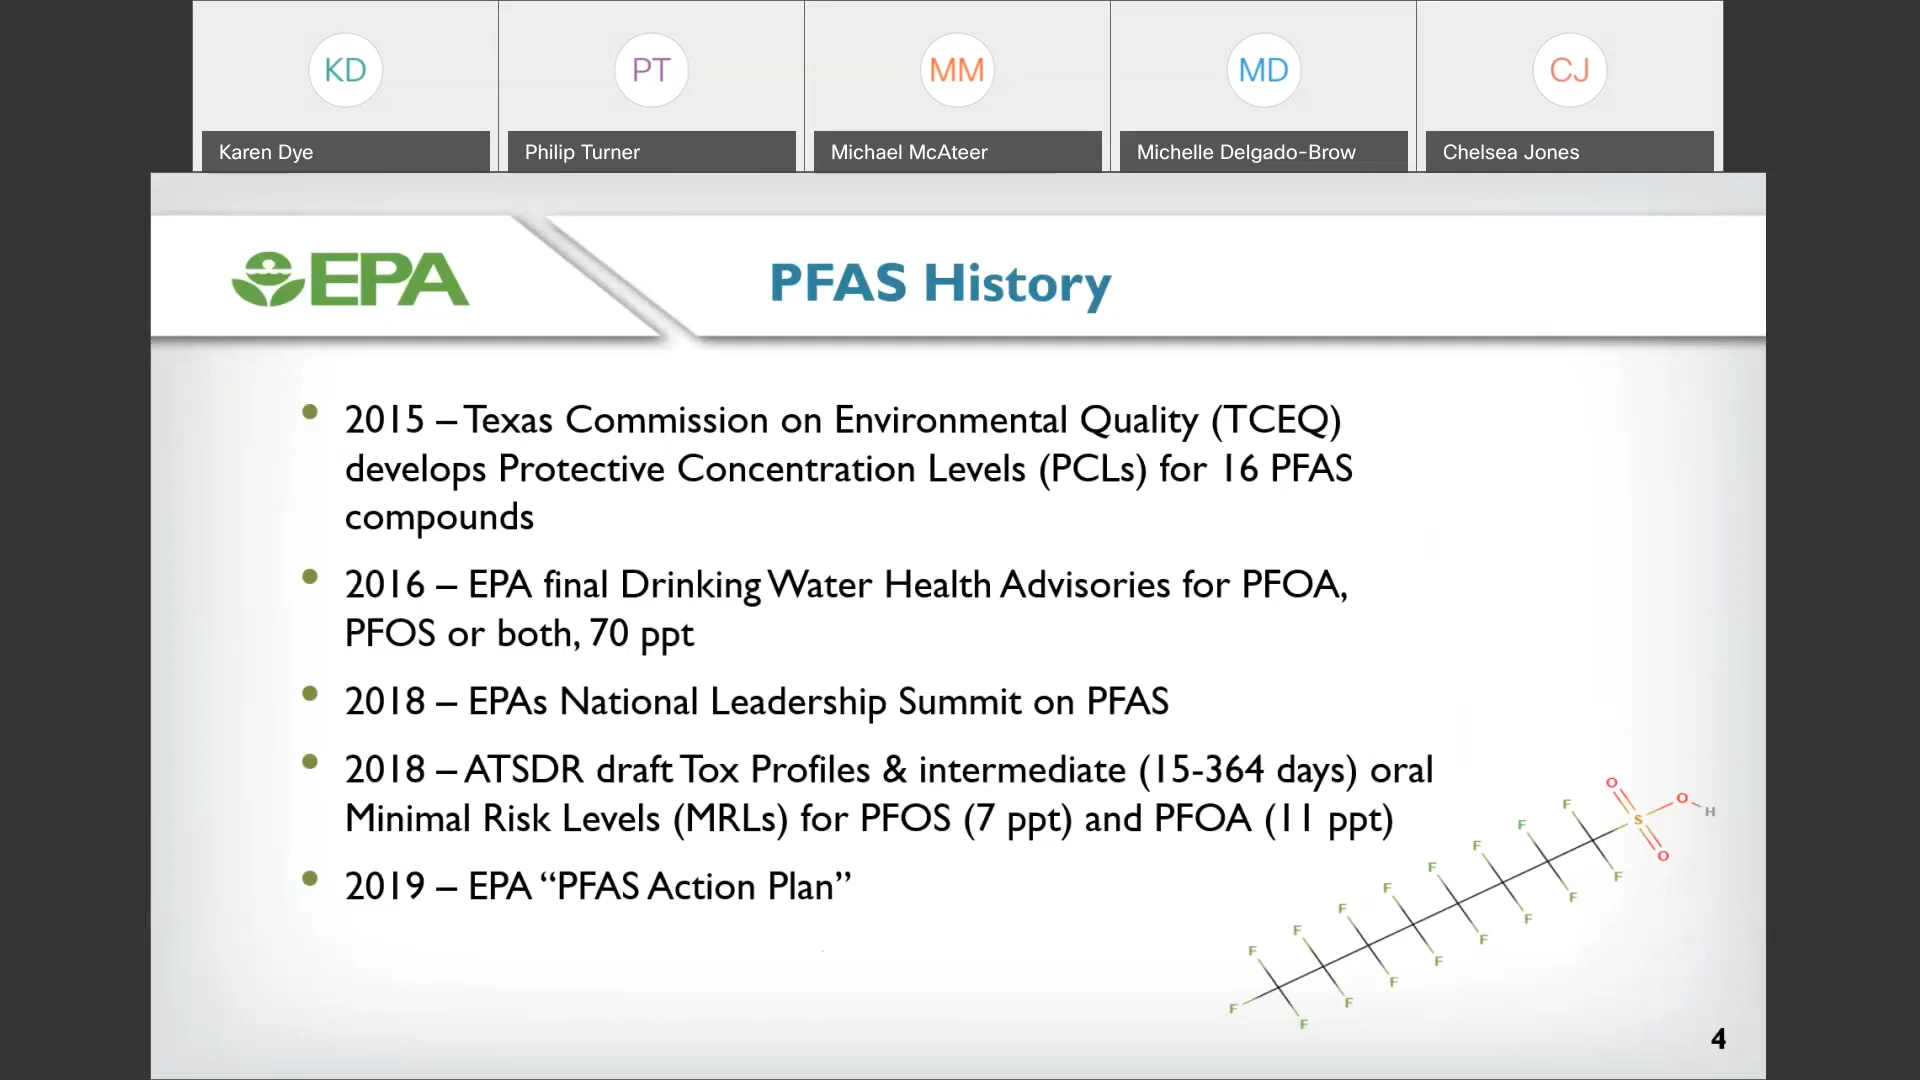 KD
PT
MM
MD
CJ
Karen Dye
Philip Turner
Michael McAteer
Michelle Delgado-Brow
Chelsea Jones
EPA
PFAS History
• 2015 – Texas Commission on Environmental Quality (TCEQ)
develops Protective Concentration Levels (PCLs) for 16 PFAS
compounds
• 2016 – EPA final Drinking Water Health Advisories for PFOA,
PFOS or both, 70 ppt
• 2018 – EPAs National Leadership Summit on PFAS
• 2018 – ATSDR draft Tox Profiles & intermediate (15-364 days) oral
Minimal Risk Levels (MRLs) for PFOS (7 ppt) and PFOA (11 ppt)
• 2019 – EPA “PFAS Action Plan”
O
O H
F S
F O
F F
F F
F F
F F
F F
F F
F F
F F
F
4